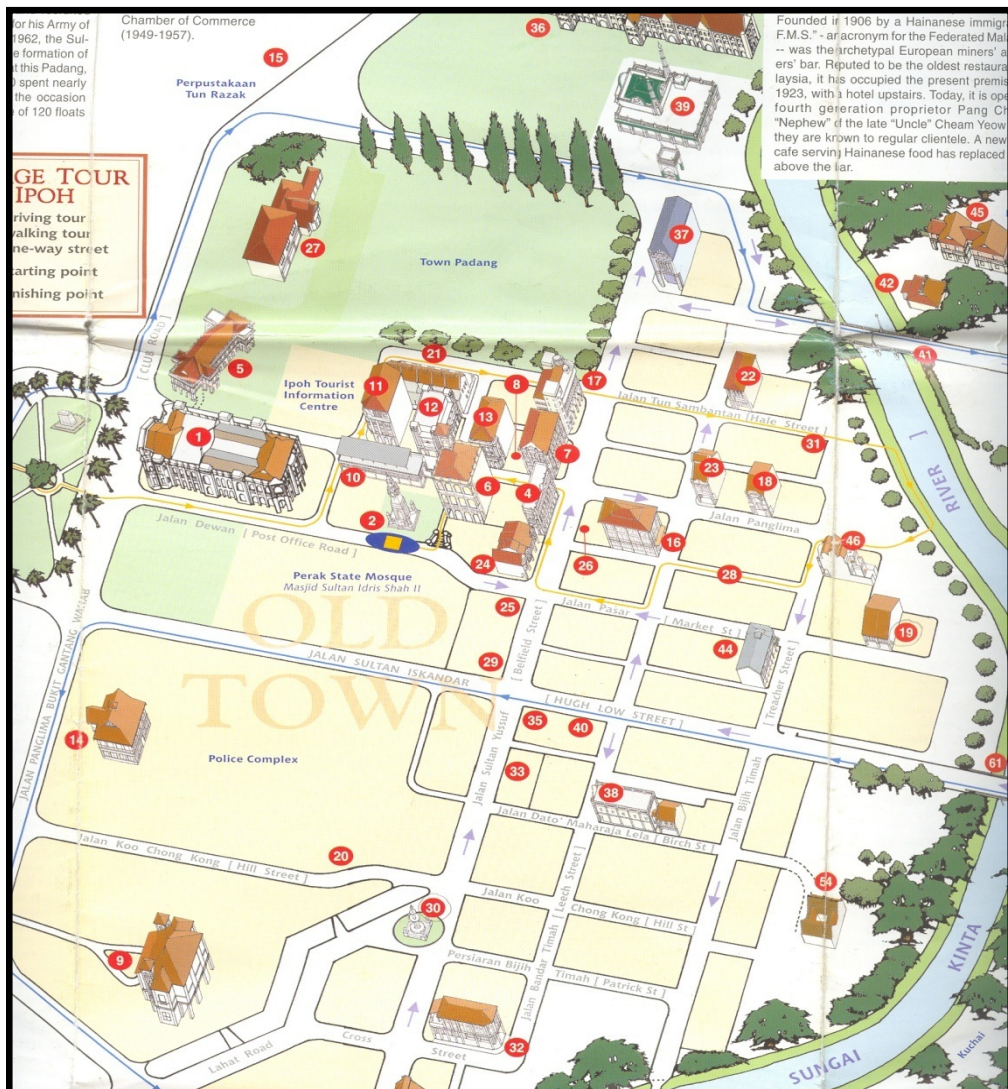 for his Army of
1962, the Sul-
e formation of
at this Padang,
spent nearly
the occasion
of 120 floats
Chamber of Commerce
(1949-1957).
Founded in 1906 by a Hainanese immigr
F.M.S." - an acronym for the Federated Mal
-- was the archetypal European miners' a
ers' bar. Reputed to be the oldest restaura
laysia, it has occupied the present premis
1923, with a hotel upstairs. Today, it is ope
fourth generation proprietor Pang Ch
"Nephew" of the late "Uncle" Cheam Yeow
they are known to regular clientele. A new
cafe serving Hainanese food has replaced
above the bar.
36
15
Perpustakaan
Tun Razak
39
GE TOUR
IPOH
riving tour
walking tour
ne-way street
tarting point
nishing point
27
37
45
42
Town Padang
[ CLUB ROAD ]
5
21
41
Ipoh Tourist
Information
Centre
11
8
17
22
12
13
Jalan Tun Sambantan [Hale Street]
31
1
7
10
6
4
23
18
RIVER ]
2
Jalan Dewan [ Post Office Road ]
Jalan Panglima
16
24
26
46
28
Perak State Mosque
Masjid Sultan Idris Shah II
25
Jalan Pasar
[ Market St ]
19
OLD
TOWN
29
[ Belfield Street ]
44
[ Treacher Street ]
JALAN SULTAN ISKANDAR
[ HUGH LOW STREET ]
JALAN PANGLIMA BUKIT GANTANG WAHAB
14
35
40
61
Police Complex
33
Jalan Sultan Yussuf
38
Jalan Bijih Timah
Jalan Dato' Maharaja Lela [ Birch St ]
20
Jalan Koo Chong Kong [ Hill Street ]
54
30
Jalan Koo
Chong Kong [ Hill St ]
Jalan Bandar Timah [ Leech Street ]
9
Persiaran Bijih
Timah [ Patrick St ]
KINTA
Lahat Road
Cross
Street
32
SUNGAI
Kuchai